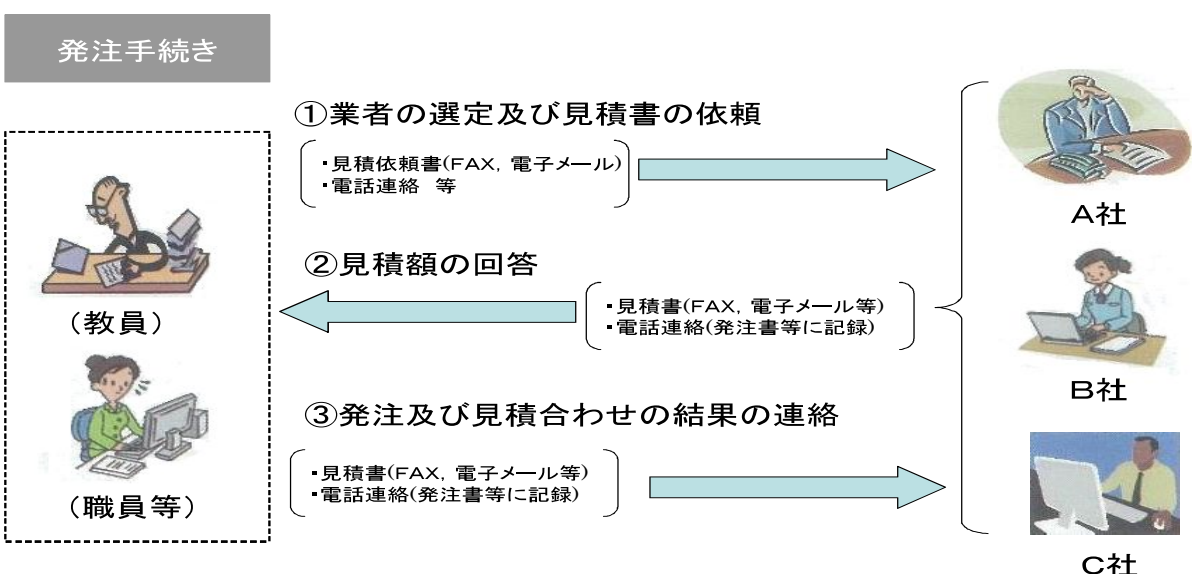 発注手続き
①業者の選定及び見積書の依頼
・見積依頼書(FAX, 電子メール)
・電話連絡 等
A社
(教員)
②見積額の回答
・見積書(FAX, 電子メール等)
・電話連絡(発注書等に記録)
B社
(職員等)
③発注及び見積合わせの結果の連絡
・見積書(FAX, 電子メール等)
・電話連絡(発注書等に記録)
C社